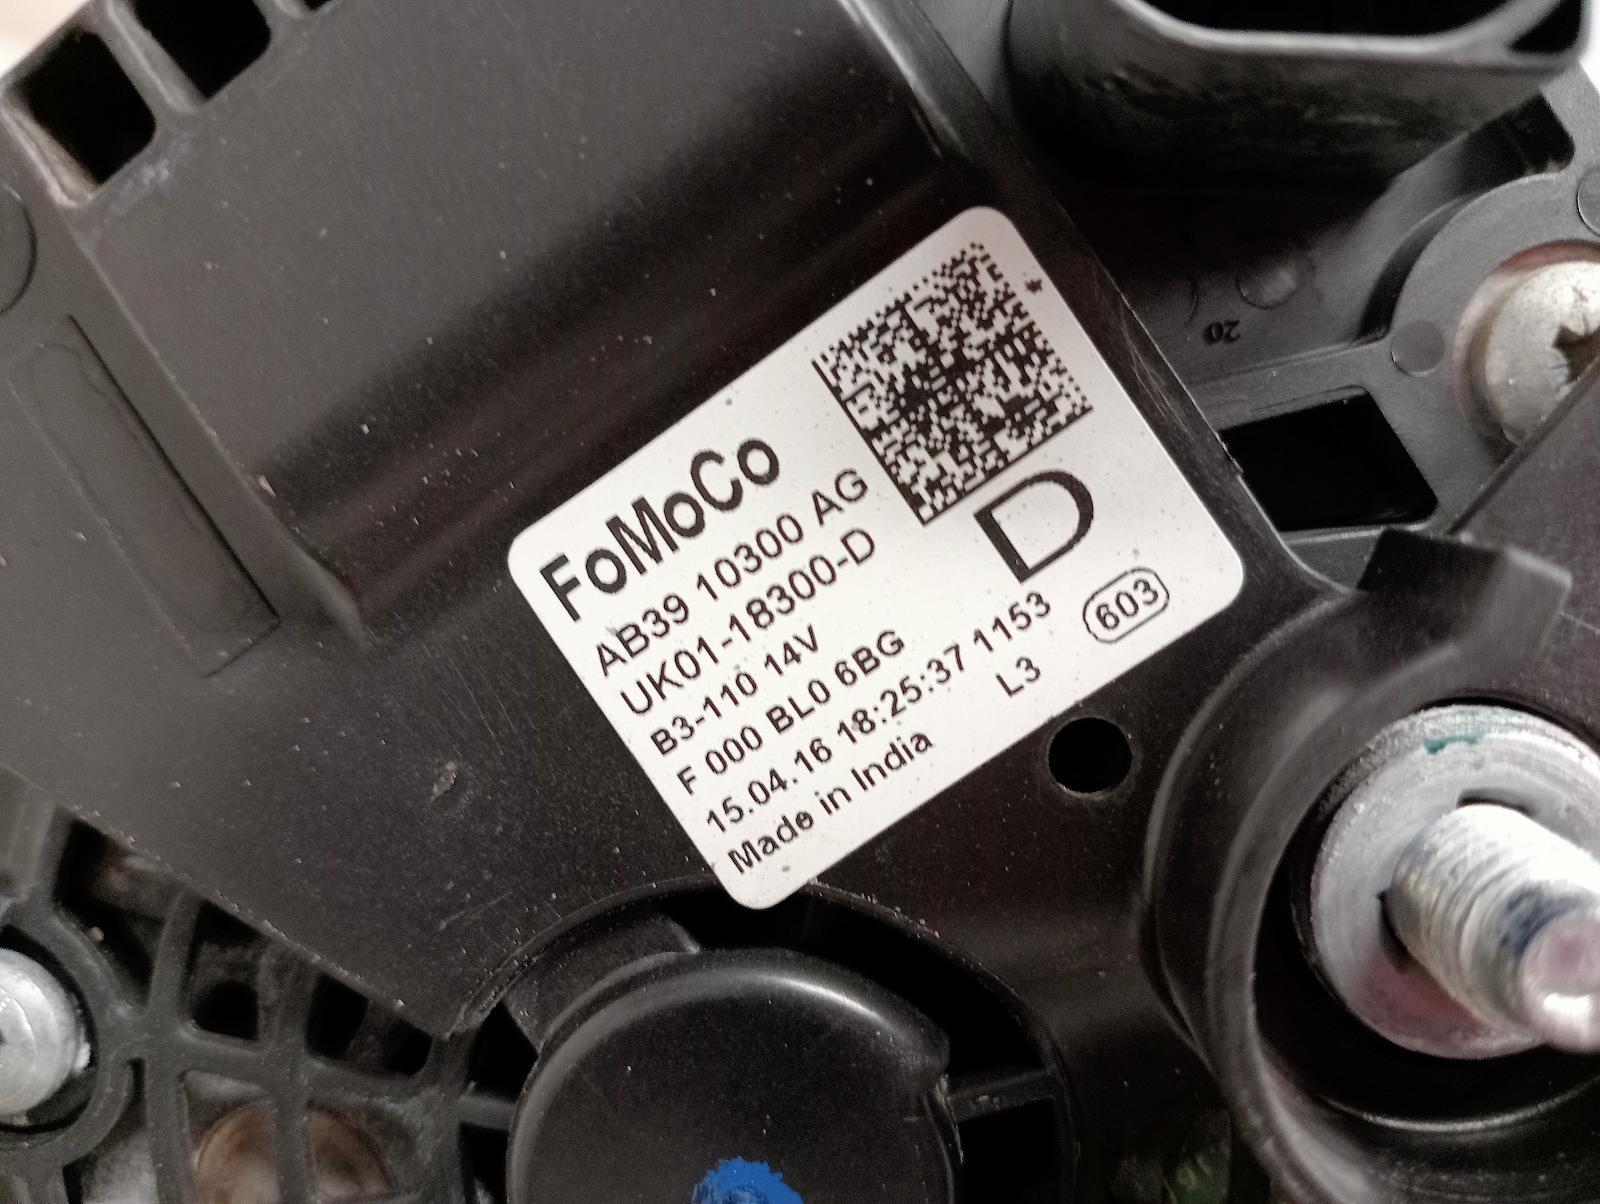 FoMoCo
AB39 10300 AG
UK01-18300-D
D
B3-110 14V
F 000 BL0 6BG
15.04.16 18:25:37 1153
603
Made in India
L3
20